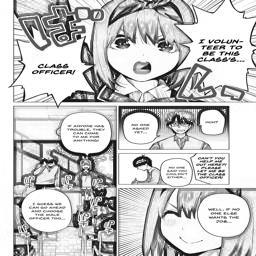 I VOLUN-
TEER TO
BE THIS
CLASS'S...
CLASS
OFFICER!
HUH?
NO ONE
ASKED
YET...
IF ANYONE HAS
TROUBLE, THEY
CAN COME
TO ME FOR
ANYTHING!
CAN'T YOU
HELP ME
OUT HERE?!
PLEASE
LET ME BE
THE CLASS
OFFICER!
NO ONE
SAID YOU
COULDN'T
EITHER...
WELL, IF NO
ONE ELSE
WANTS THE
JOB...
I GUESS WE
CAN GO AHEAD
AND CHOOSE
THE MALE
OFFICER TOO...